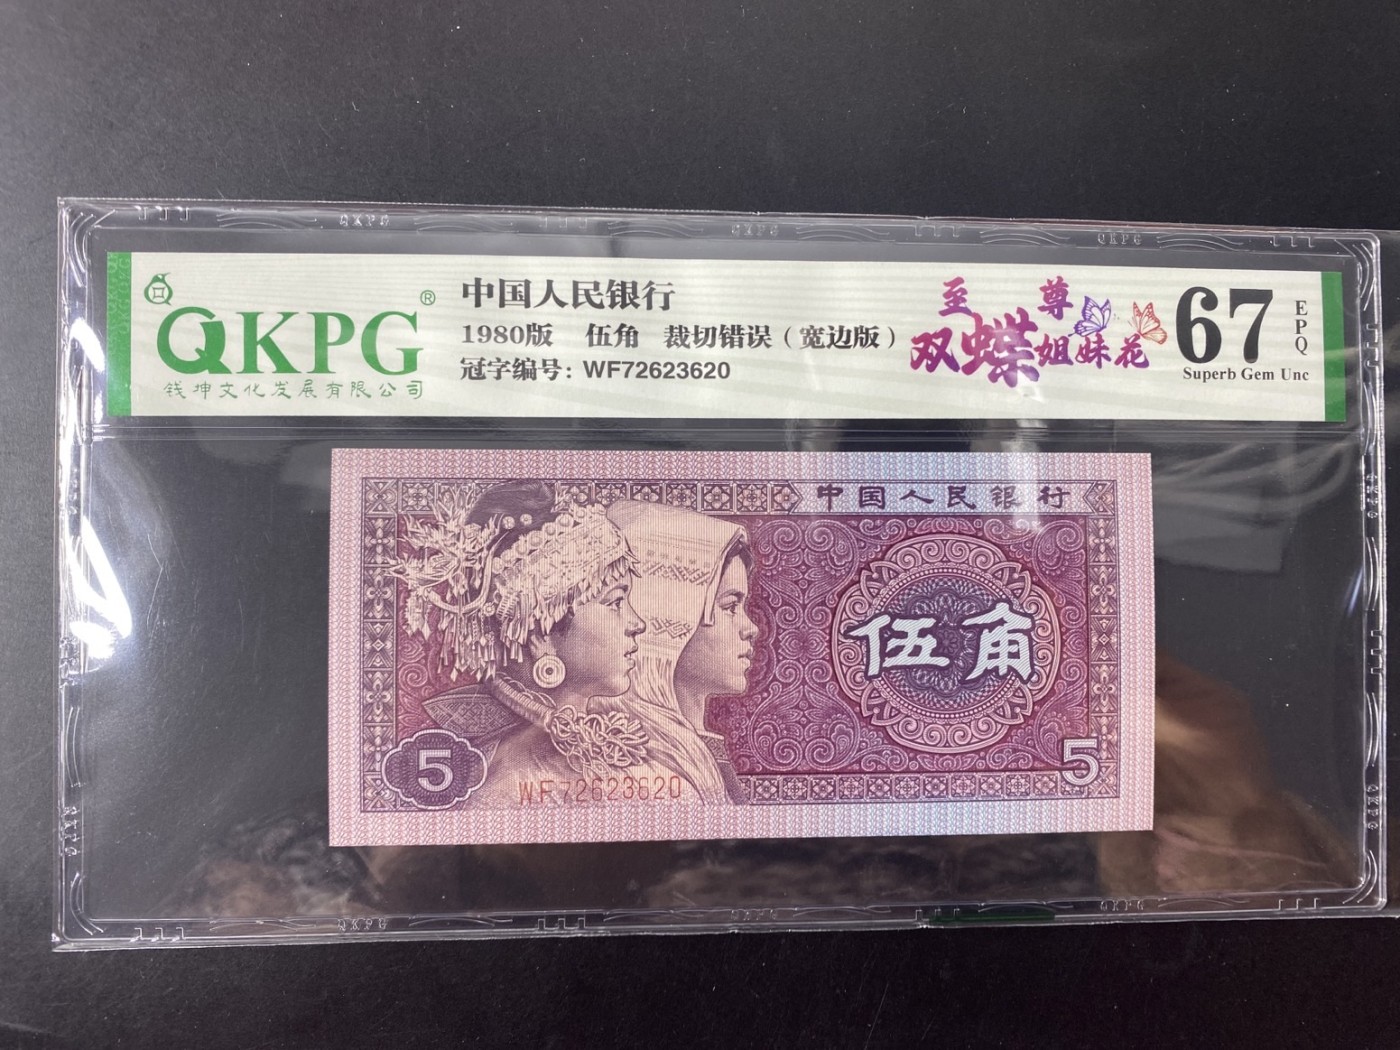 QKPG®
钱坤文化发展有限公司
中国人民银行
1980版 伍角 裁切错误（宽边版）
冠字编号：WF72623620
至尊
双蝶姐妹花
67
EPQ
Superb Gem Unc
中国人民银行
伍角
5
5
WF72623620